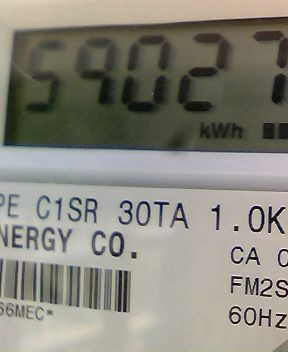 59027
kWh
PE C1SR 30TA 1.0K
NERGY CO.
CA
FM2S
60Hz
66MEC*